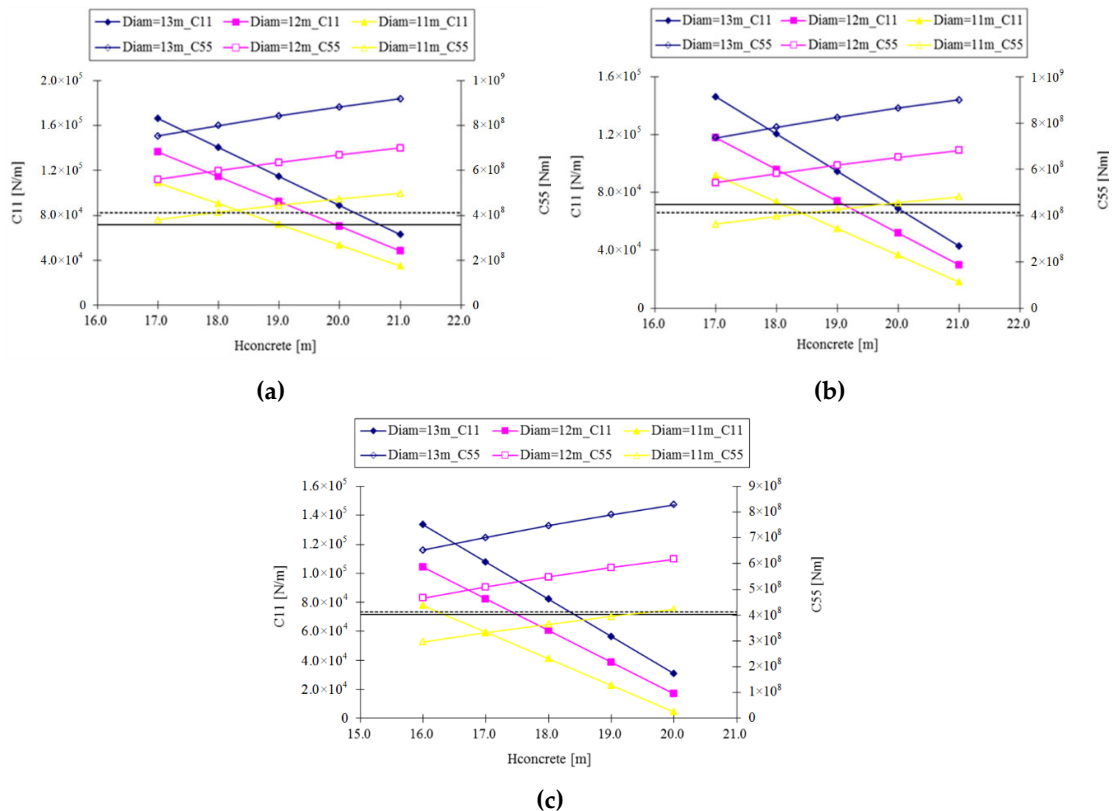 Diam=13m_C11 Diam=12m_C11 Diam=11m_C11
Diam=13m_C55 Diam=12m_C55 Diam=11m_C55
2.0×10⁵
1.6×10⁵
1.2×10⁵
8.0×10⁴
4.0×10⁴
0
C11 [N/m]
1×10⁹
8×10⁸
6×10⁸
4×10⁸
2×10⁸
0
C55 [Nm]
16.0 17.0 18.0 19.0 20.0 21.0 22.0
Hconcrete [m]
(a)
Diam=13m_C11 Diam=12m_C11 Diam=11m_C11
Diam=13m_C55 Diam=12m_C55 Diam=11m_C55
1.6×10⁵
1.2×10⁵
8.0×10⁴
4.0×10⁴
0
C11 [N/m]
1×10⁹
8×10⁸
6×10⁸
4×10⁸
2×10⁸
0
C55 [Nm]
16.0 17.0 18.0 19.0 20.0 21.0 22.0
Hconcrete [m]
(b)
Diam=13m_C11 Diam=12m_C11 Diam=11m_C11
Diam=13m_C55 Diam=12m_C55 Diam=11m_C55
1.6×10⁵
1.4×10⁵
1.2×10⁵
1.0×10⁵
8.0×10⁴
6.0×10⁴
4.0×10⁴
2.0×10⁴
0
C11 [N/m]
9×10⁸
8×10⁸
7×10⁸
6×10⁸
5×10⁸
4×10⁸
3×10⁸
2×10⁸
1×10⁸
0
C55 [Nm]
15.0 16.0 17.0 18.0 19.0 20.0 21.0
Hconcrete [m]
(c)